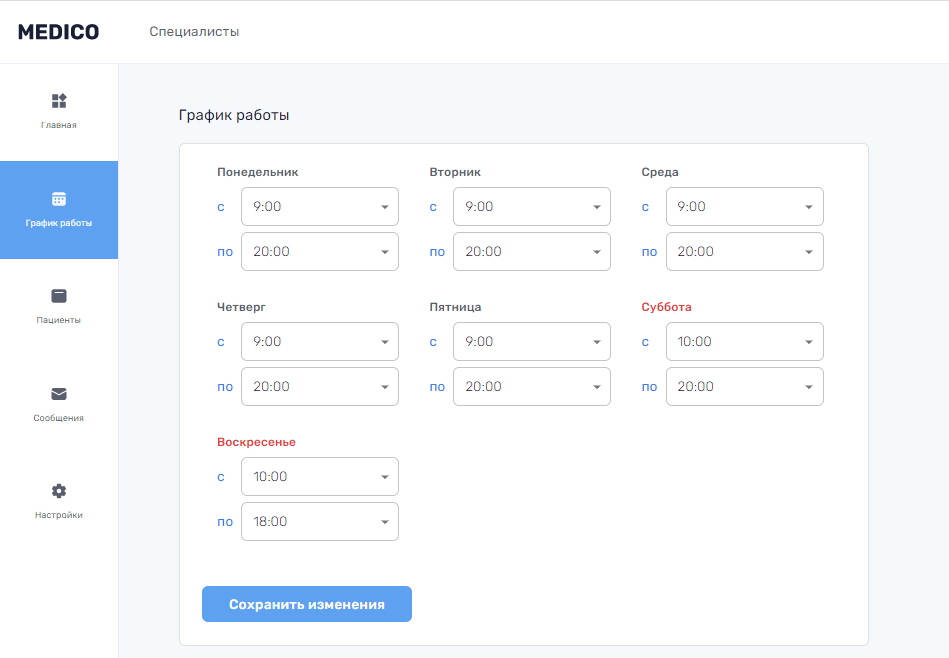 MEDICO
Специалисты
Главная
График работы
Пациенты
Сообщения
Настройки
График работы
Понедельник
с 9:00
по 20:00
Вторник
с 9:00
по 20:00
Среда
с 9:00
по 20:00
Четверг
с 9:00
по 20:00
Пятница
с 9:00
по 20:00
Суббота
с 10:00
по 20:00
Воскресенье
с 10:00
по 18:00
Сохранить изменения